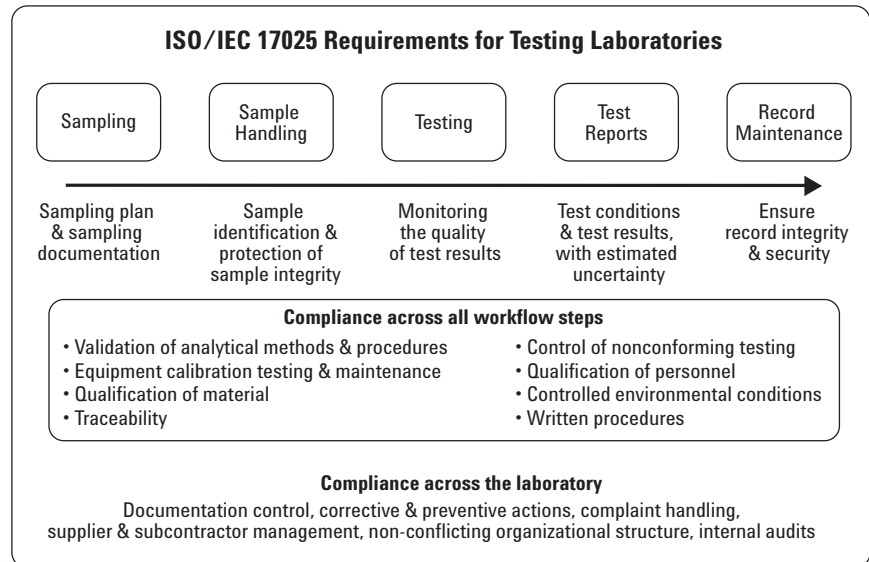 ISO/IEC 17025 Requirements for Testing Laboratories
Sampling
Sample
Handling
Testing
Test
Reports
Record
Maintenance
Sampling plan
& sampling
documentation
Sample
identification &
protection of
sample integrity
Monitoring
the quality
of test results
Test conditions
& test results,
with estimated
uncertainty
Ensure
record integrity
& security
Compliance across all workflow steps
• Validation of analytical methods & procedures
• Equipment calibration testing & maintenance
• Qualification of material
• Traceability
• Control of nonconforming testing
• Qualification of personnel
• Controlled environmental conditions
• Written procedures
Compliance across the laboratory
Documentation control, corrective & preventive actions, complaint handling,
supplier & subcontractor management, non-conflicting organizational structure, internal audits